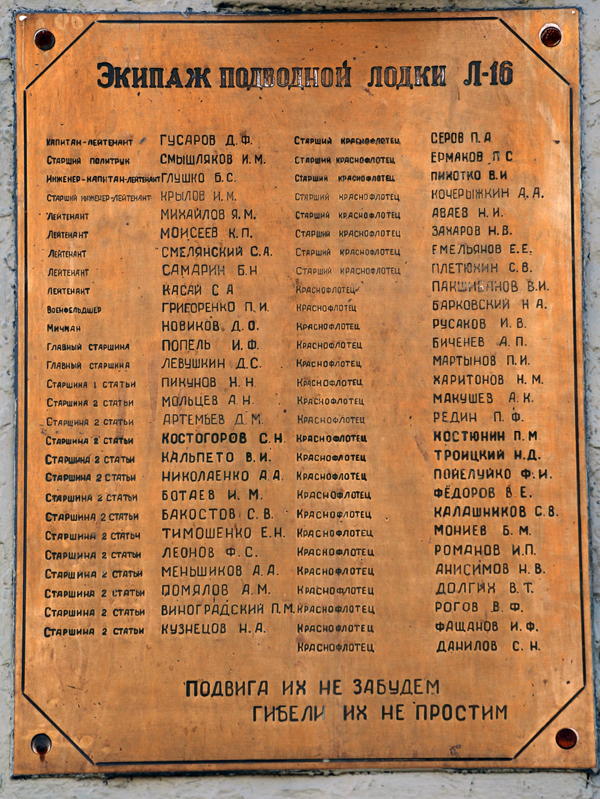 ЭКИПАЖ ПОДВОДНОЙ ЛОДКИ Л-16
КАПИТАН-ЛЕЙТЕНАНТ ГУСАРОВ Д.Ф.
СТАРШИЙ ПОЛИТРУК СМЫШЛЯКОВ И.М.
ИНЖЕНЕР-КАПИТАН-ЛЕЙТЕНАНТ ГЛУШКО Б.С.
СТАРШИЙ ИНЖЕНЕР-ЛЕЙТЕНАНТ КРЫЛОВ И.М.
ЛЕЙТЕНАНТ МИХАЙЛОВ Я.М.
ЛЕЙТЕНАНТ МОИСЕЕВ К.П.
ЛЕЙТЕНАНТ СМЕЛЯНСКИЙ С.А.
ЛЕЙТЕНАНТ САМАРИН Б.Н
ЛЕЙТЕНАНТ КАСАЙ С А
ВОЕНФЕЛЬДШЕР ГРИГОРЕНКО П.И.
МИЧМАН НОВИКОВ Д.О.
ГЛАВНЫЙ СТАРШИНА ПОПЕЛЬ И.Ф.
ГЛАВНЫЙ СТАРШИНА ЛЕВУШКИН Д.С.
СТАРШИНА 1 СТАТЬИ ПИКУНОВ Н.Н.
СТАРШИНА 2 СТАТЬИ МОЛЬЦЕВ А.Н.
СТАРШИНА 2 СТАТЬИ АРТЕМЬЕВ Д.М.
СТАРШИНА 2 СТАТЬИ КОСТОГОРОВ С.Н
СТАРШИНА 2 СТАТЬИ КАЛЬПЕТО В.И.
СТАРШИНА 2 СТАТЬИ НИКОЛАЕНКО А.А.
СТАРШИНА 2 СТАТЬИ БОТАЕВ И.М.
СТАРШИНА 2 СТАТЬИ БАКОСТОВ С.В.
СТАРШИНА 2 СТАТЬИ ТИМОШЕНКО Е.Н.
СТАРШИНА 2 СТАТЬИ ЛЕОНОВ Ф.С.
СТАРШИНА 2 СТАТЬИ МЕНЬШИКОВ А.А.
СТАРШИНА 2 СТАТЬИ ПОМАЛОВ А.М.
СТАРШИНА 2 СТАТЬИ ВИНОГРАДСКИЙ П.М.
СТАРШИНА 2 СТАТЬИ КУЗНЕЦОВ Н.А.
СТАРШИЙ КРАСНОФЛОТЕЦ СЕРОВ П.А
СТАРШИЙ КРАСНОФЛОТЕЦ ЕРМАКОВ П С
СТАРШИЙ КРАСНОФЛОТЕЦ ПИХОТКО В.И
СТАРШИЙ КРАСНОФЛОТЕЦ КОЧЕРЫЖКИН А.А.
СТАРШИЙ КРАСНОФЛОТЕЦ АВАЕВ Н.И.
СТАРШИЙ КРАСНОФЛОТЕЦ ЗАХАРОВ Н.В.
СТАРШИЙ КРАСНОФЛОТЕЦ ЕМЕЛЬЯНОВ Е.Е.
СТАРШИЙ КРАСНОФЛОТЕЦ ПЛЕТЮХИН С.В.
КРАСНОФЛОТЕЦ В.И.
КРАСНОФЛОТЕЦ БАРКОВСКИЙ Н А.
КРАСНОФЛОТЕЦ РУСАКОВ И.В.
КРАСНОФЛОТЕЦ БИЧЕНЕВ А.П.
КРАСНОФЛОТЕЦ МАРТЫНОВ П.И.
КРАСНОФЛОТЕЦ ХАРИТОНОВ Н.М.
КРАСНОФЛОТЕЦ МАКУШЕВ А.К.
КРАСНОФЛОТЕЦ РЕДИН П.Ф.
КРАСНОФЛОТЕЦ КОСТЮНИН П.М
КРАСНОФЛОТЕЦ ТРОИЦКИЙ Н.Д.
КРАСНОФЛОТЕЦ ПОЙЕЛУЙКО Ф.И.
КРАСНОФЛОТЕЦ ФЁДОРОВ В.Е.
КРАСНОФЛОТЕЦ КАЛАШНИКОВ С.В.
КРАСНОФЛОТЕЦ МОНИЕВ Б.М.
КРАСНОФЛОТЕЦ РОМАНОВ И.П.
КРАСНОФЛОТЕЦ АНИСИМОВ Н.В.
КРАСНОФЛОТЕЦ ДОЛГИХ В.Т.
КРАСНОФЛОТЕЦ РОГОВ В.Ф.
КРАСНОФЛОТЕЦ ФАЩАНОВ И.Ф.
КРАСНОФЛОТЕЦ ДАНИЛОВ С.Н.
ПОДВИГА ИХ НЕ ЗАБУДЕМ
ГИБЕЛИ ИХ НЕ ПРОСТИМ